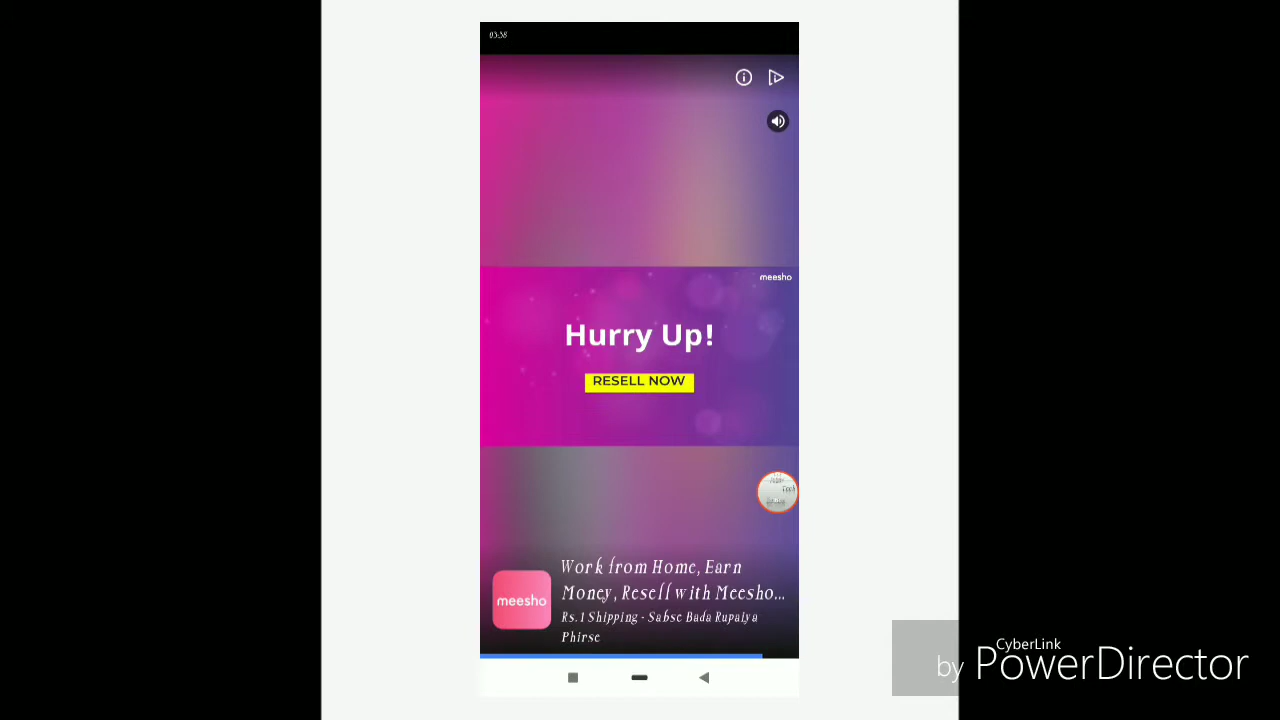 03:58
meesho
Hurry Up!
RESELL NOW
Work from Home, Earn
Money, Resell with Meesho...
meesho
Rs.1 Shipping - Sabse Bada Rupaiya
Phirse
CyberLink
by PowerDirector